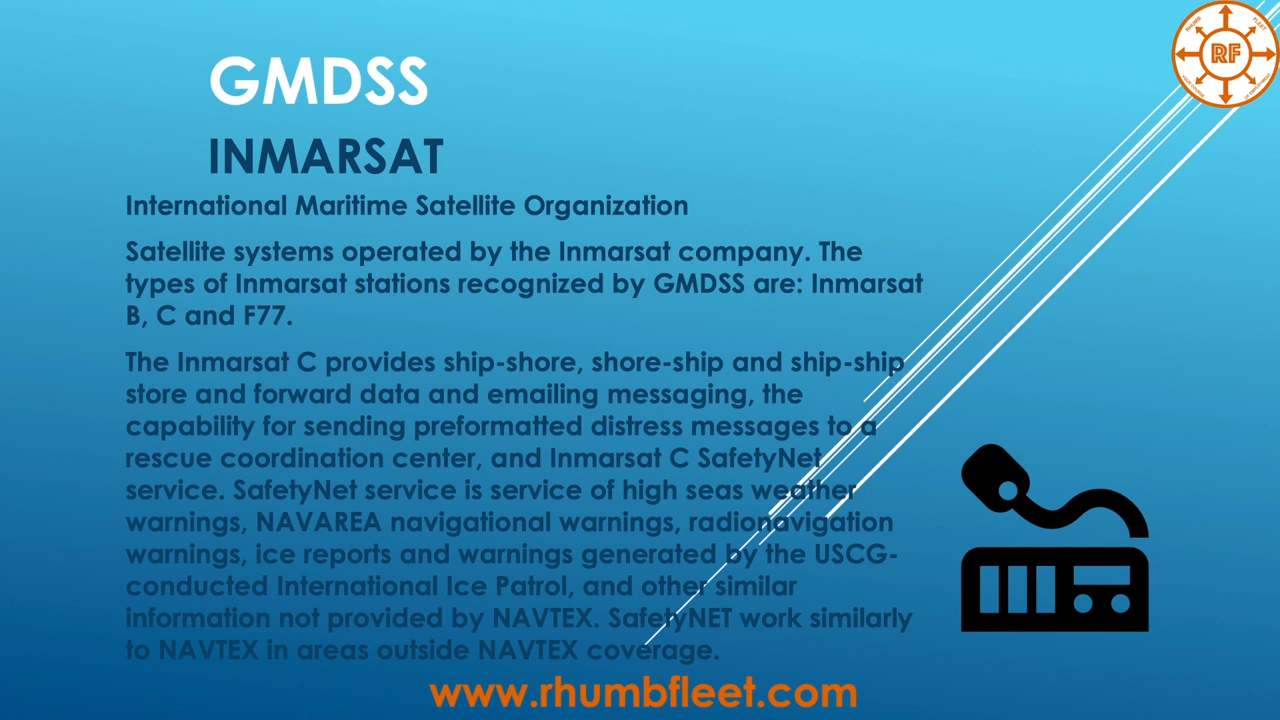 GMDSS
INMARSAT
International Maritime Satellite Organization
Satellite systems operated by the Inmarsat company. The
types of Inmarsat stations recognized by GMDSS are: Inmarsat
B, C and F77.
The Inmarsat C provides ship-shore, shore-ship and ship-ship
store and forward data and emailing messaging, the
capability for sending preformatted distress messages to a
rescue coordination center, and Inmarsat C SafetyNet
service. SafetyNet service is service of high seas weather
warnings, NAVAREA navigational warnings, radionavigation
warnings, ice reports and warnings generated by the USCG-
conducted International Ice Patrol, and other similar
information not provided by NAVTEX. SafetyNET work similarly
to NAVTEX in areas outside NAVTEX coverage.
www.rhumbfleet.com
RHUMB FLEET
RF